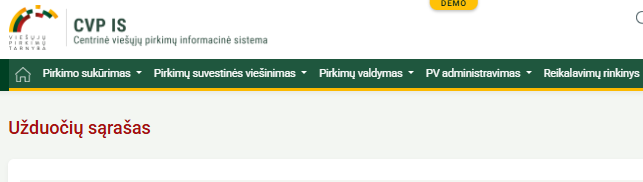 DEMO
VIEŠŲJŲ
PIRKIMŲ
TARNYBA
CVP IS
Centrinė viešųjų pirkimų informacinė sistema
Pirkimo sukūrimas Pirkimų suvestinės viešinimas Pirkimų valdymas PV administravimas Reikalavimų rinkinys
Užduočių sąrašas